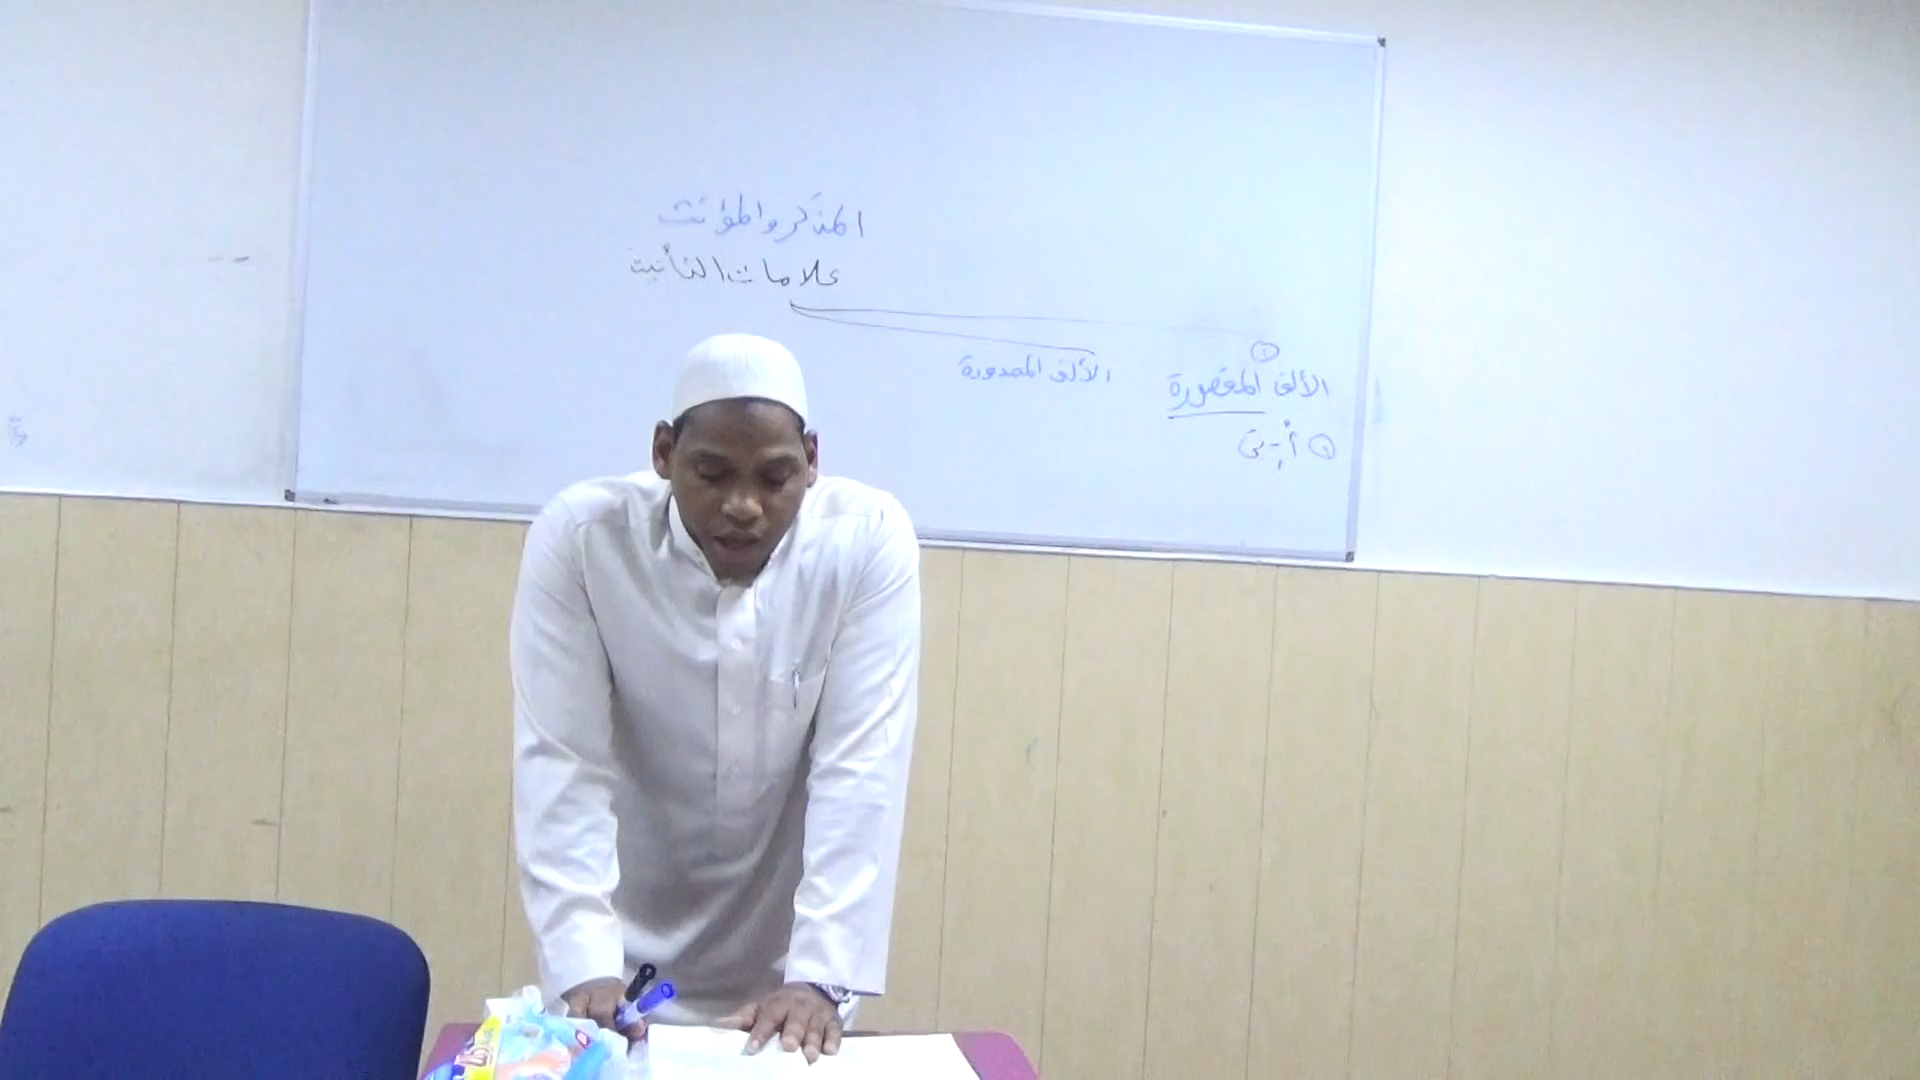 المذكر والمؤنث
علامات التأنيث
الألف المقصورة
الألف الممدودة